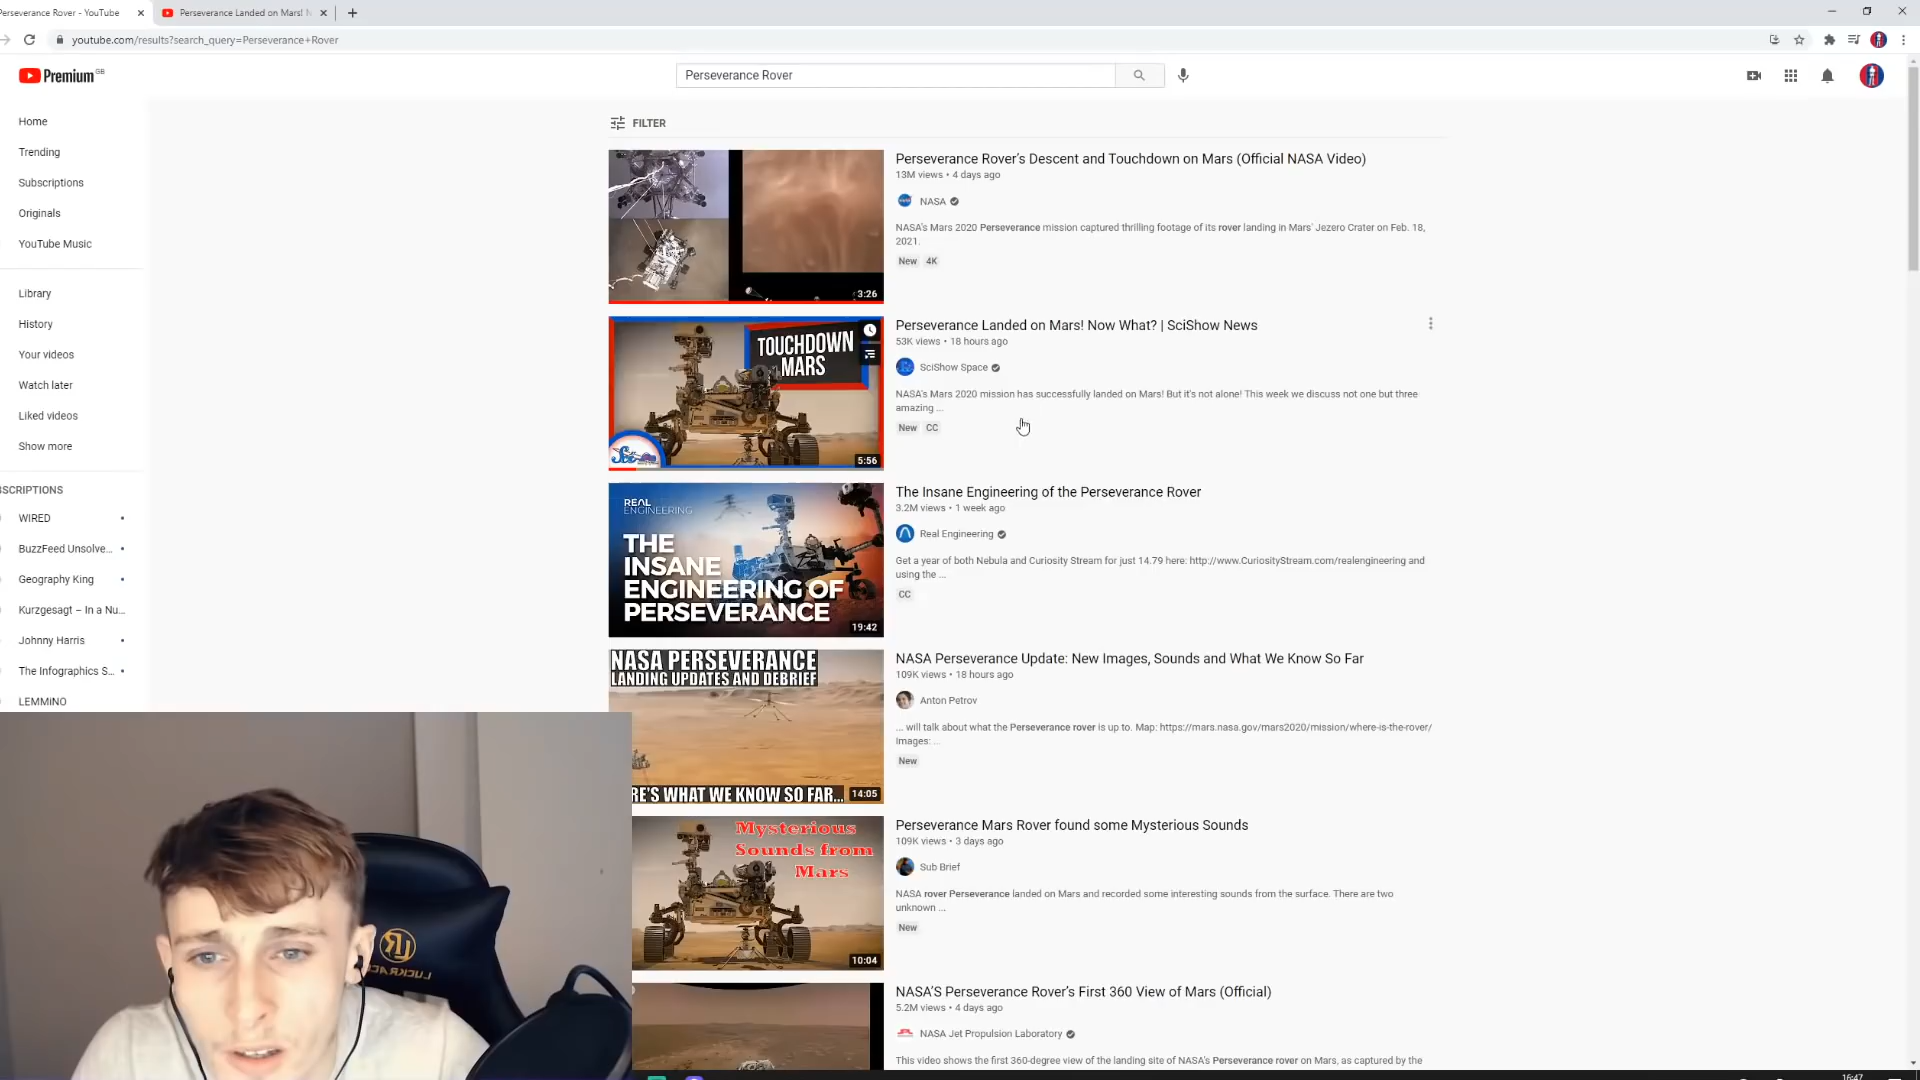 Perseverance Rover - YouTube
Perseverance Landed on Mars!
youtube.com/results?search_query=Perseverance+Rover
Premium GB
Perseverance Rover
Home
Trending
Subscriptions
Originals
YouTube Music
Library
History
Your videos
Watch later
Liked videos
Show more
SCRIPTIONS
WIRED
BuzzFeed Unsolve...
Geography King
Kurzgesagt – In a Nu...
Johnny Harris
The Infographics S...
LEMMiNO
FILTER
3:26
Perseverance Rover's Descent and Touchdown on Mars (Official NASA Video)
13M views • 4 days ago
NASA
NASA's Mars 2020 Perseverance mission captured thrilling footage of its rover landing in Mars' Jezero Crater on Feb. 18,
2021.
New 4K
TOUCHDOWN
MARS
Sci
5:56
Perseverance Landed on Mars! Now What? | SciShow News
53K views • 18 hours ago
SciShow Space
NASA's Mars 2020 mission has successfully landed on Mars! But it's not alone! This week we discuss not one but three
amazing ...
New CC
REAL
ENGINEERING
THE
INSANE
ENGINEERING OF
PERSEVERANCE
19:42
The Insane Engineering of the Perseverance Rover
3.2M views • 1 week ago
Real Engineering
Get a year of both Nebula and Curiosity Stream for just 14.79 here: http://www.CuriosityStream.com/realengineering and
using the ...
CC
NASA PERSEVERANCE
LANDING UPDATES AND DEBRIEF
RE'S WHAT WE KNOW SO FAR...
14:05
NASA Perseverance Update: New Images, Sounds and What We Know So Far
109K views • 18 hours ago
Anton Petrov
... will talk about what the Perseverance rover is up to. Map: https://mars.nasa.gov/mars2020/mission/where-is-the-rover/
Images: ...
New
Mysterious
Sounds from
Mars
10:04
Perseverance Mars Rover found some Mysterious Sounds
109K views • 3 days ago
Sub Brief
NASA rover Perseverance landed on Mars and recorded some interesting sounds from the surface. There are two
unknown ...
New
NASA'S Perseverance Rover's First 360 View of Mars (Official)
5.2M views • 4 days ago
NASA Jet Propulsion Laboratory
This video shows the first 360-degree view of the landing site of NASA's Perseverance rover on Mars, as captured by the
16:47